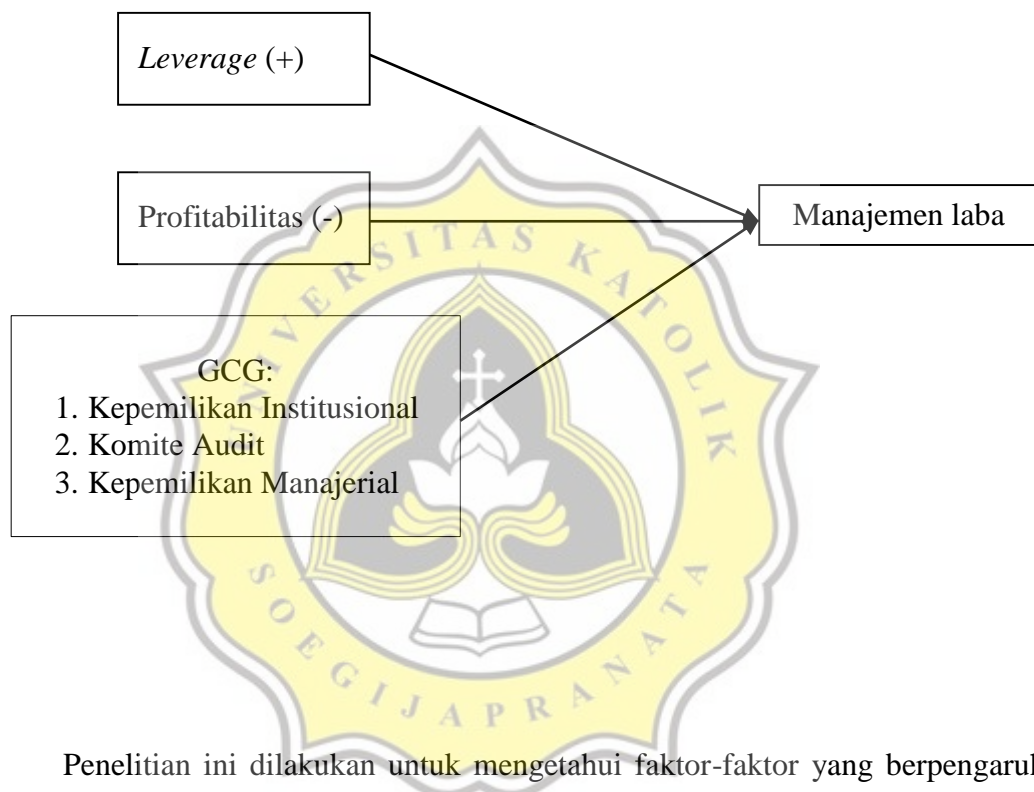 Leverage (+)
Profitabilitas (-)
Manajemen laba
GCG:
1. Kepemilikan Institusional
2. Komite Audit
3. Kepemilikan Manajerial
UNIVERSITAS KATOLIK
SOEGIJAPRANATA
Penelitian ini dilakukan untuk mengetahui faktor-faktor yang berpengaruh